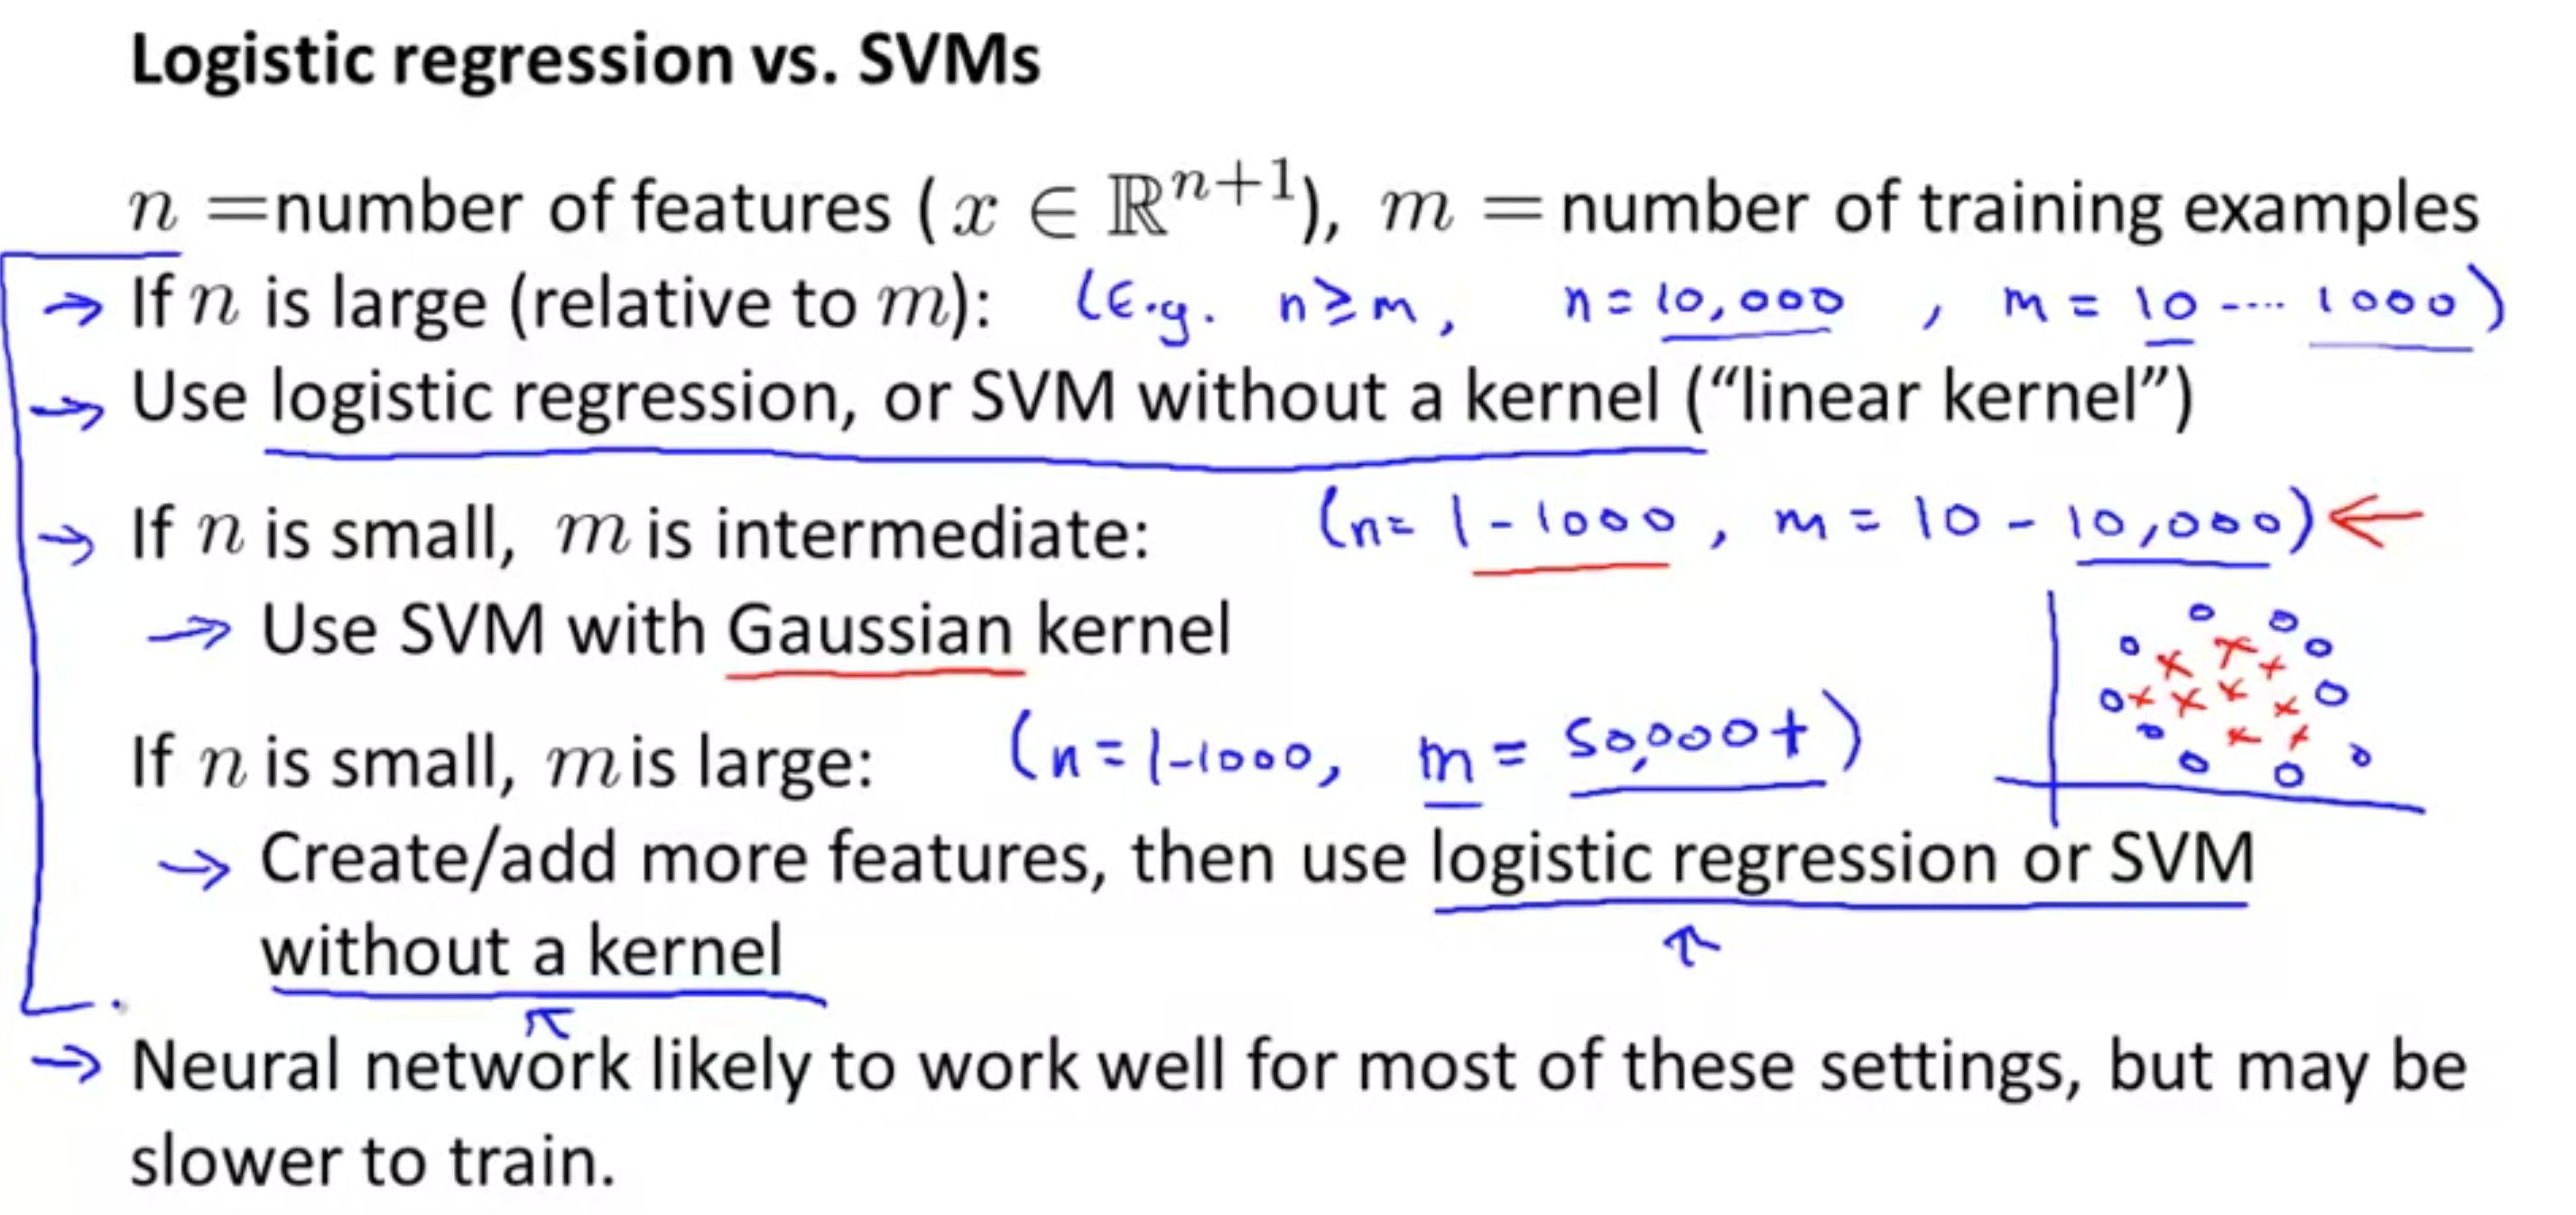 Logistic regression vs. SVMs
n =number of features (x ∈ ℝⁿ⁺¹), m =number of training examples
If n is large (relative to m): (E.g. n ≥ m, n = 10,000 , m = 10 ---- 1000)
Use logistic regression, or SVM without a kernel (“linear kernel”)
If n is small, m is intermediate: (n= 1 - 1000 , m = 10 - 10,000)
Use SVM with Gaussian kernel
If n is small, m is large: (n = 1-1000, m = 50,000+)
Create/add more features, then use logistic regression or SVM
without a kernel
Neural network likely to work well for most of these settings, but may be
slower to train.